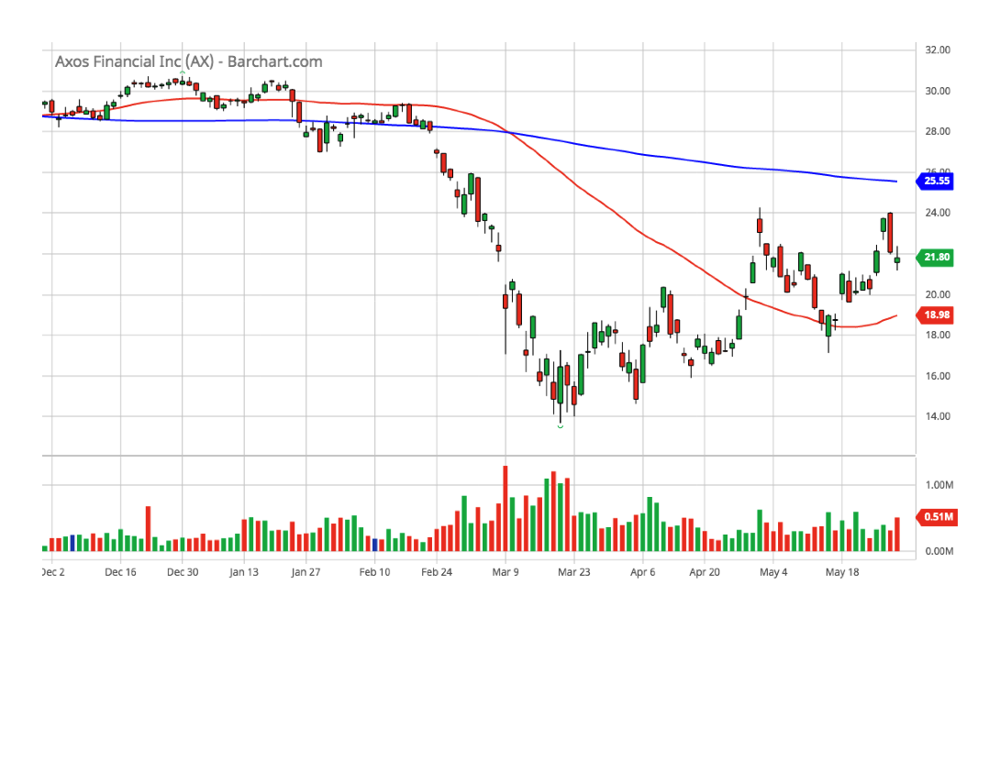 Axos Financial Inc (AX) - Barchart.com
32.00
30.00
28.00
26.00
25.55
24.00
21.80
20.00
18.98
18.00
16.00
14.00
1.00M
0.51M
0.00M
Dec 2 Dec 16 Dec 30 Jan 13 Jan 27 Feb 10 Feb 24 Mar 9 Mar 23 Apr 6 Apr 20 May 4 May 18